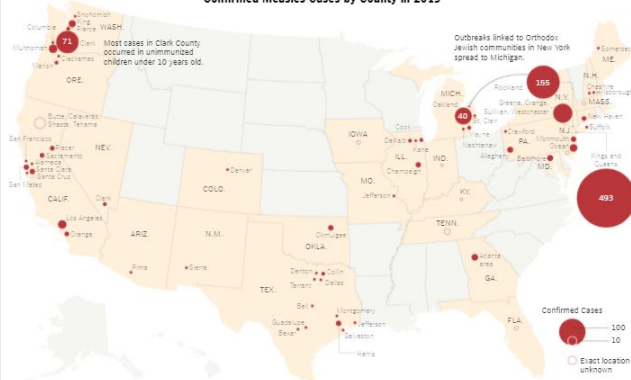 Confirmed Measles Cases by County in 2019
Snohomish
King
Pierce
WASH.
Columbia
71
Clark
Multnomah
Clackamas
Marion
Most cases in Clark County
occurred in unimmunized
children under 10 years old.
ORE.
Butte, Calaveras
Shasta, Tehema
San Francisco
Placer
Sacramento
Alameda
Santa Clara
Santa Cruz
San Mateo
NEV.
CALIF.
Clark
Los Angeles
Orange
ARIZ.
Pima
N.M.
Sierra
COLO.
Denver
Outbreaks linked to Orthodox
Jewish communities in New York
spread to Michigan.
Somerset
ME.
N.H.
Cheshire
Hillsborough
MASS.
155
Rockland
N.Y.
Greene, Orange,
Sullivan, Westchester
New Haven
Suffolk
MICH.
Oakland
40
St. Clair
Wayne
Washtenaw
Crawford
PA.
Allegheny
N.J.
Monmouth
Ocean
Baltimore
MD.
Kings and
Queens
493
IOWA
Cook
DeKalb
Kane
ILL.
Champaign
IND.
MO.
Jefferson
KY.
TENN.
OKLA.
Okmulgee
Atlanta
area
GA.
FLA.
TEX.
Denton
Collin
Tarrant
Dallas
Bell
Guadalupe
Bexar
Montgomery
Jefferson
Galveston
Harris
Confirmed Cases
100
10
Exact location
unknown